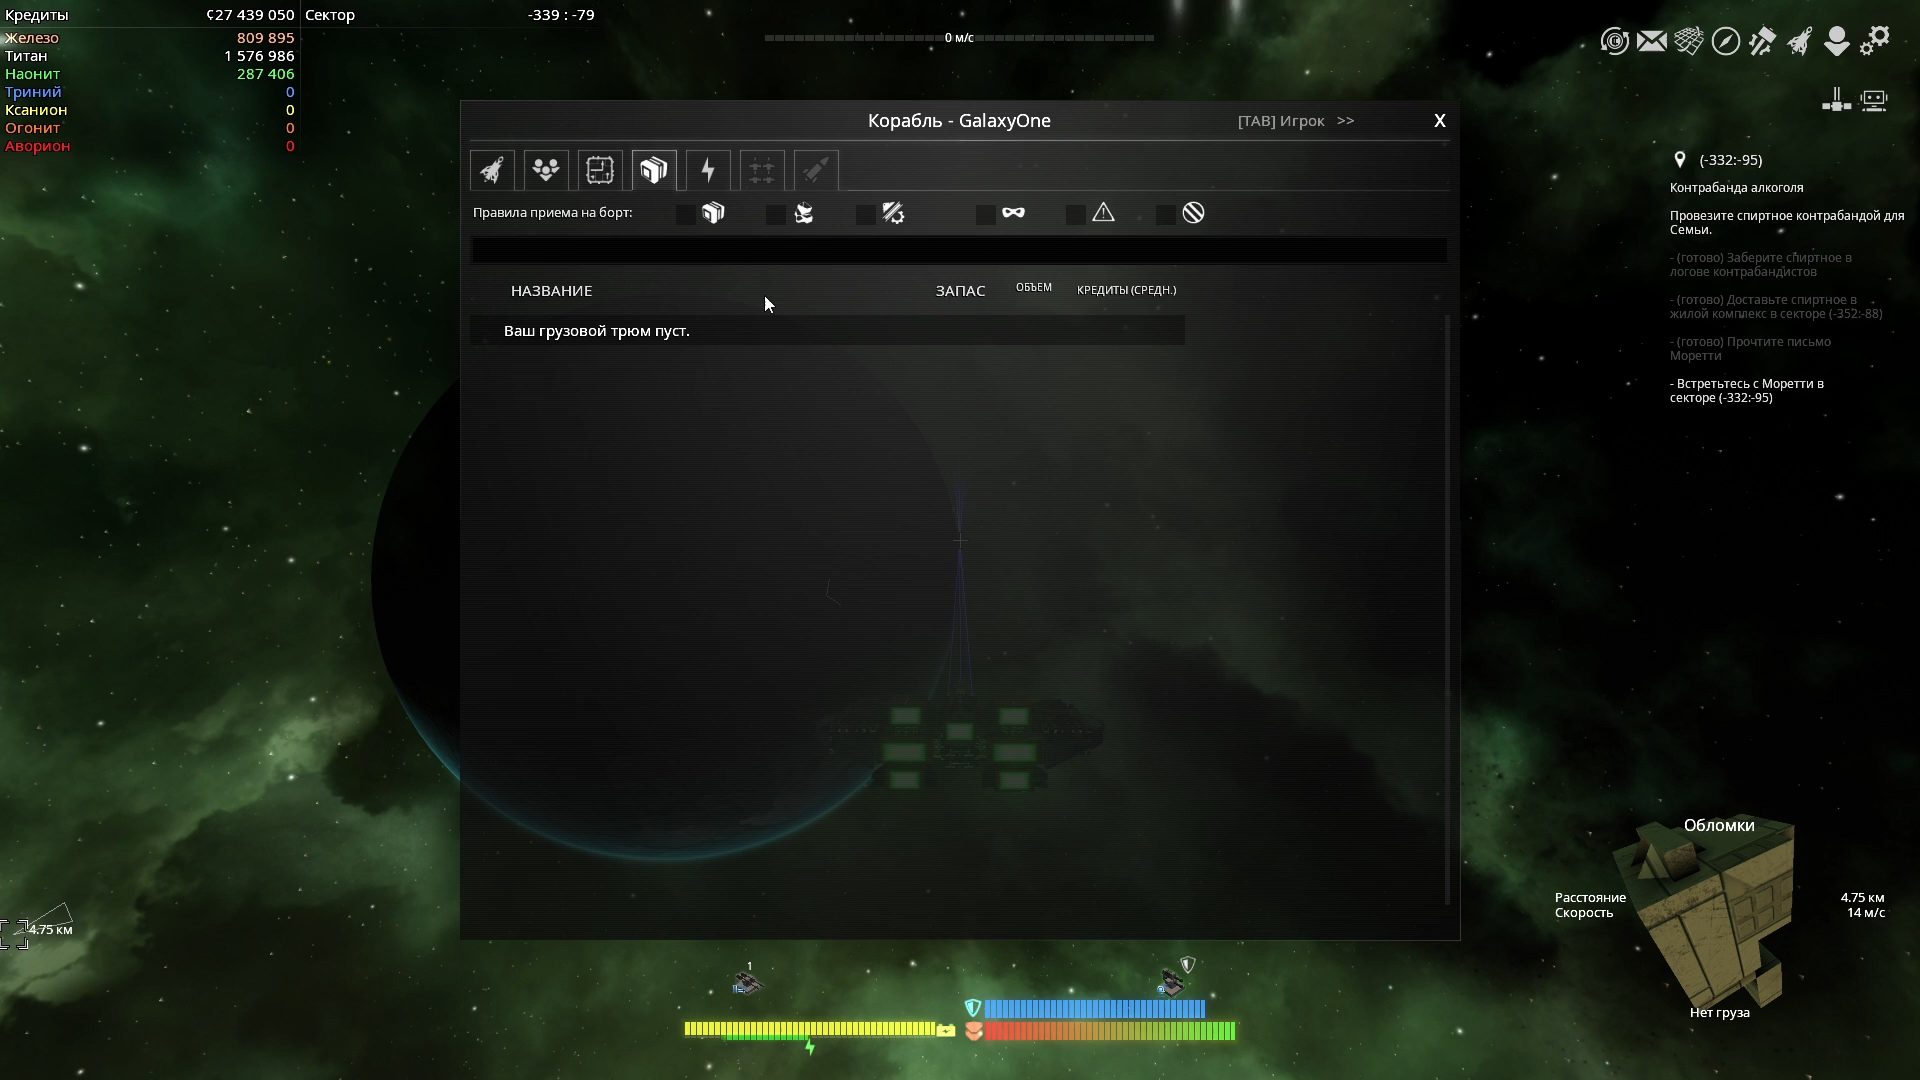 Кредиты ¢27 439 050
Железо 809 895
Титан 1 576 986
Наонит 287 406
Триний 0
Ксанион 0
Огонит 0
Аворион 0
Сектор -339 : -79
0 м/с
Корабль - GalaxyOne
[TAB] Игрок >>
X
Правила приема на борт:
НАЗВАНИЕ ЗАПАС ОБЪЕМ КРЕДИТЫ (СРЕДН.)
Ваш грузовой трюм пуст.
(-332:-95)
Контрабанда алкоголя
Провезите спиртное контрабандой для
Семьи.
- (готово) Заберите спиртное в
логове контрабандистов
- (готово) Доставьте спиртное в
жилой комплекс в секторе (-352:-88)
- (готово) Прочтите письмо
Моретти
- Встретьтесь с Моретти в
секторе (-332:-95)
4.75 км
1
Обломки
Расстояние 4.75 км
Скорость 14 м/с
Нет груза